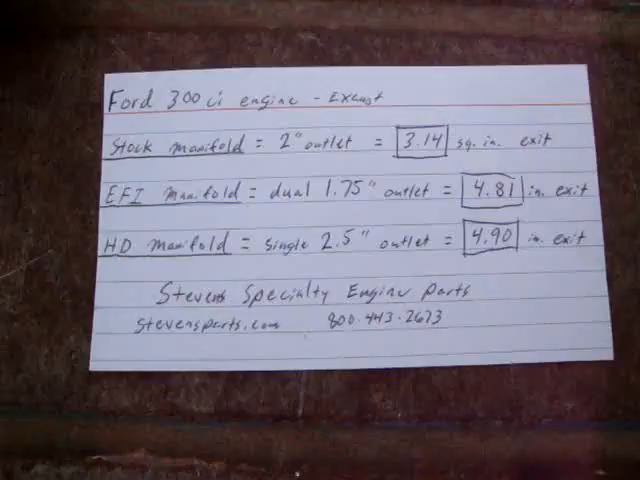 Ford 300 ci engine - Exhaust
Stock manifold = 2" outlet = 3.14 sq. in. exit
EFI Manifold = dual 1.75" outlet = 4.81 in. exit
HD manifold = single 2.5" outlet = 4.90 in. exit
Stevens Specialty Engine Parts
stevensparts.com 800.443.2673